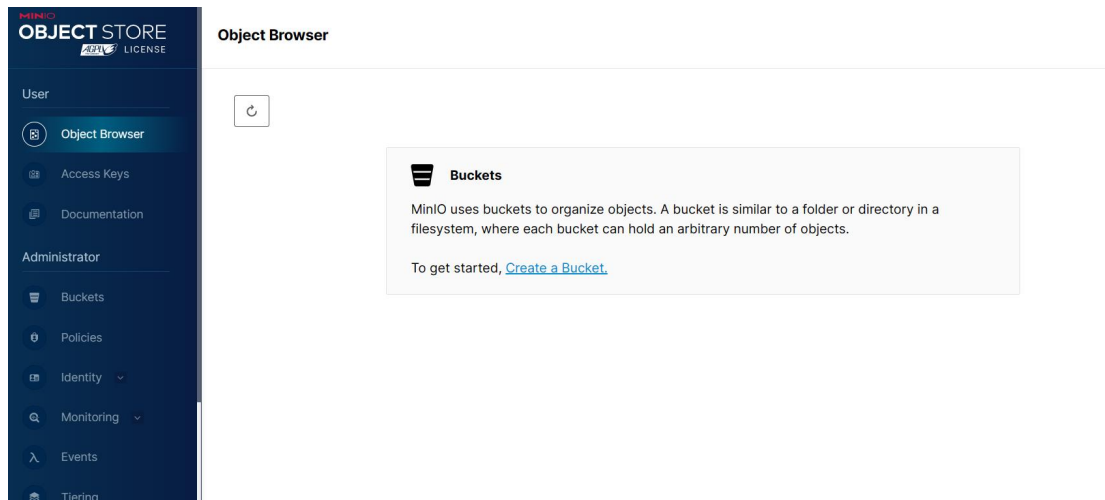 MINIO
OBJECT STORE
AGPLv3 LICENSE
User
Object Browser
Access Keys
Documentation
Administrator
Buckets
Policies
Identity
Monitoring
Events
Tiering
Object Browser
Buckets
MinIO uses buckets to organize objects. A bucket is similar to a folder or directory in a
filesystem, where each bucket can hold an arbitrary number of objects.
To get started, Create a Bucket.